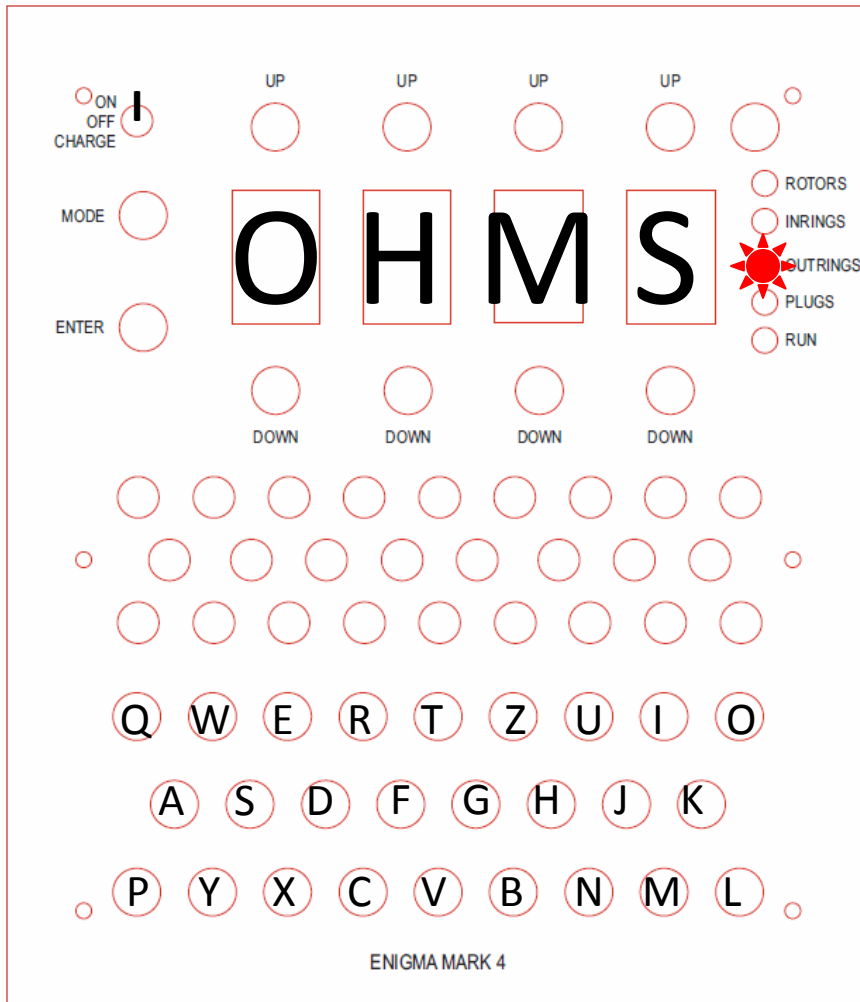 UP UP UP UP
ON
OFF
CHARGE
ROTORS
MODE
INRINGS
O H M S
OUTRINGS
PLUGS
ENTER
RUN
DOWN DOWN DOWN DOWN
Q W E R T Z U I O
A S D F G H J K
P Y X C V B N M L
ENIGMA MARK 4